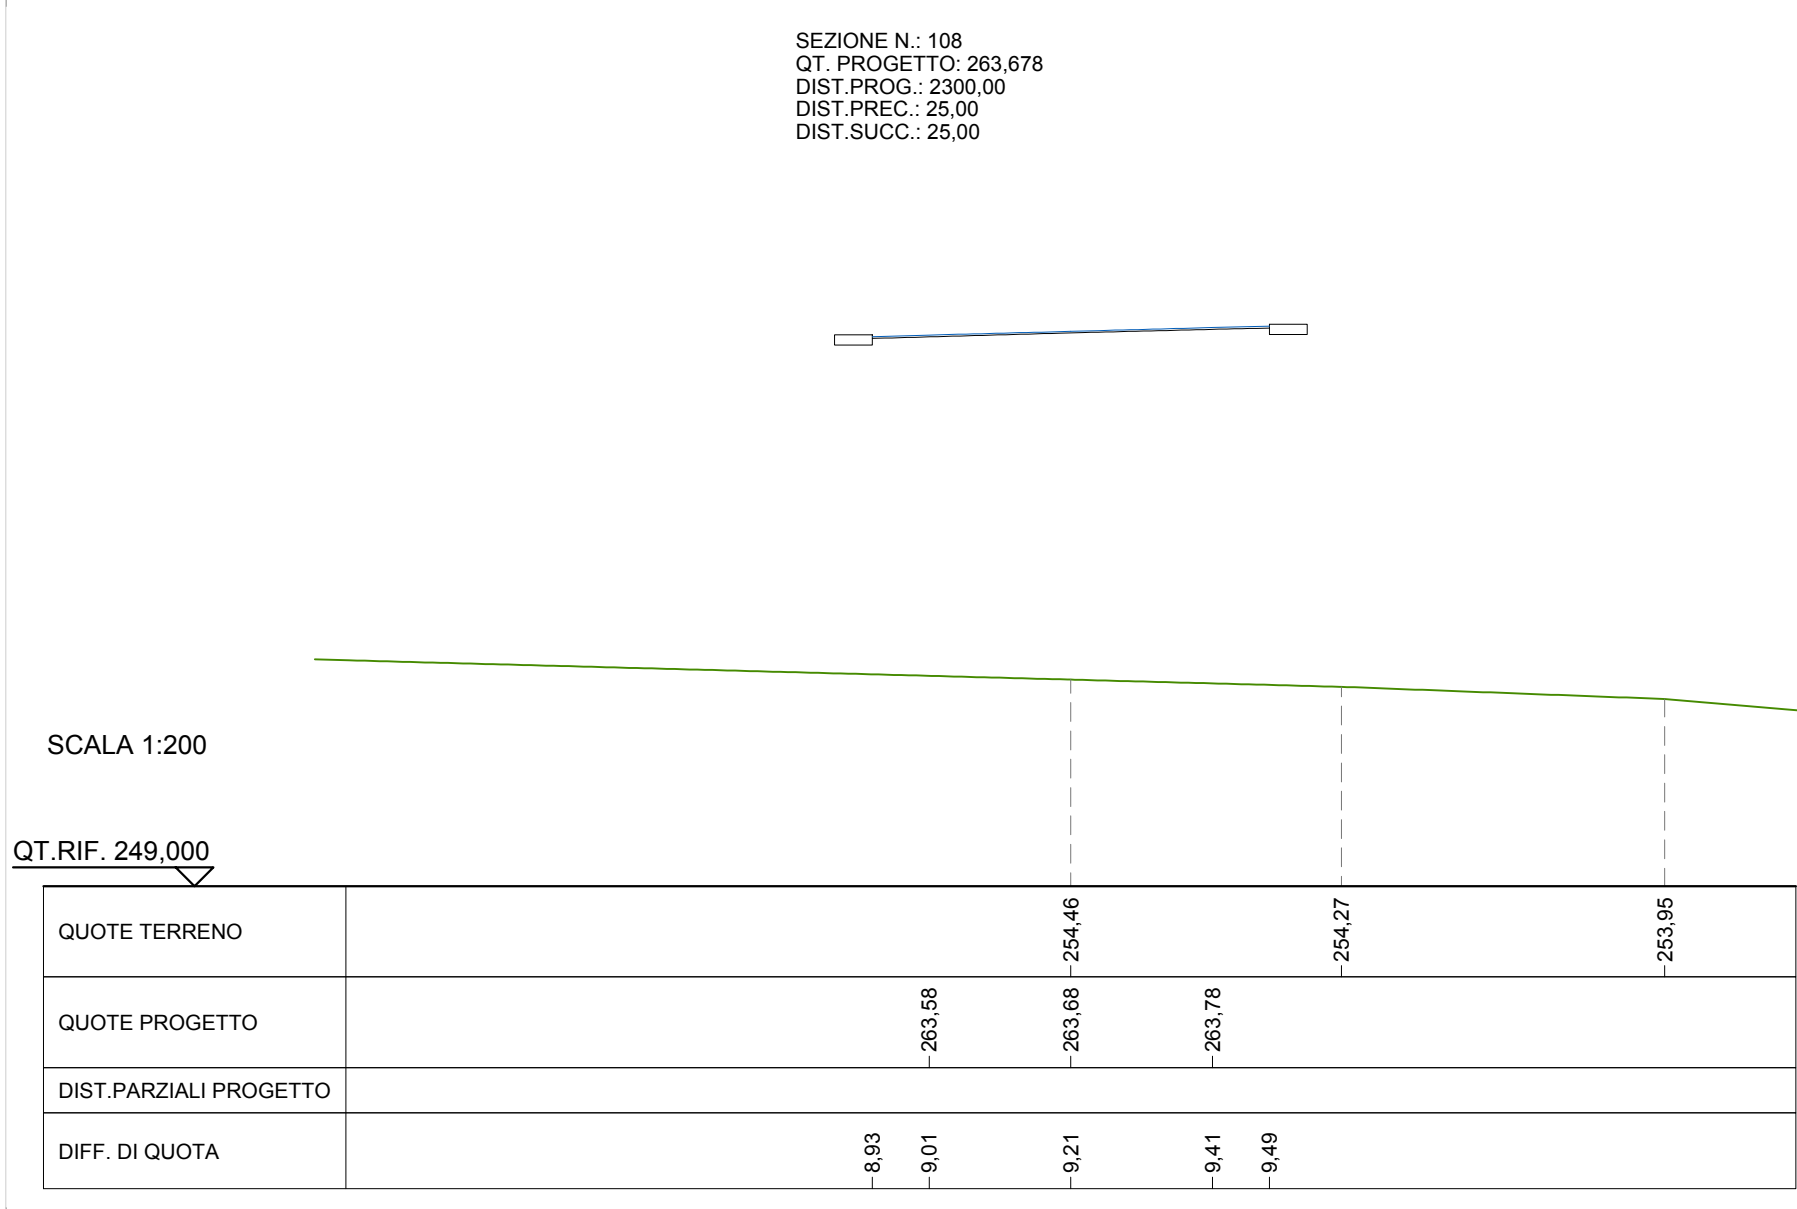 SEZIONE N.: 108
QT. PROGETTO: 263,678
DIST.PROG.: 2300,00
DIST.PREC.: 25,00
DIST.SUCC.: 25,00
SCALA 1:200
QT.RIF. 249,000
QUOTE TERRENO 254,46 254,27 253,95
QUOTE PROGETTO 263,58 263,68 263,78
DIST.PARZIALI PROGETTO
DIFF. DI QUOTA 8,93 9,01 9,21 9,41 9,49